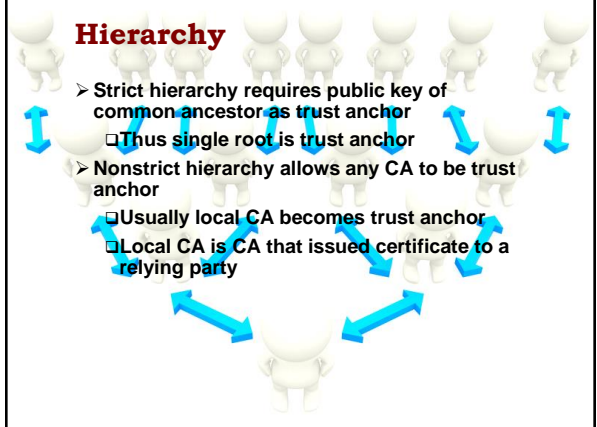 Hierarchy
➢ Strict hierarchy requires public key of
common ancestor as trust anchor
❑Thus single root is trust anchor
➢ Nonstrict hierarchy allows any CA to be trust
anchor
❑Usually local CA becomes trust anchor
❑Local CA is CA that issued certificate to a
relying party